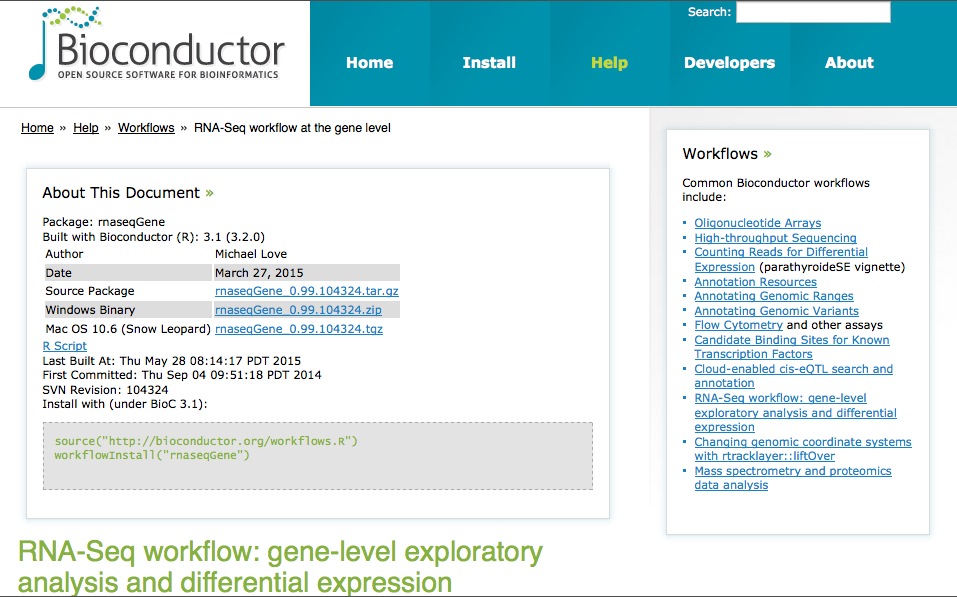 Bioconductor
OPEN SOURCE SOFTWARE FOR BIOINFORMATICS
Search:
Home
Install
Help
Developers
About
Home » Help » Workflows » RNA-Seq workflow at the gene level
About This Document »
Package: rnaseqGene
Built with Bioconductor (R): 3.1 (3.2.0)
Author Michael Love
Date March 27, 2015
Source Package rnaseqGene_0.99.104324.tar.gz
Windows Binary rnaseqGene_0.99.104324.zip
Mac OS 10.6 (Snow Leopard) rnaseqGene_0.99.104324.tgz
R Script
Last Built At: Thu May 28 08:14:17 PDT 2015
First Committed: Thu Sep 04 09:51:18 PDT 2014
SVN Revision: 104324
Install with (under BioC 3.1):
source("http://bioconductor.org/workflows.R")
workflowInstall("rnaseqGene")
RNA-Seq workflow: gene-level exploratory
analysis and differential expression
Workflows »
Common Bioconductor workflows
include:
Oligonucleotide Arrays
High-throughput Sequencing
Counting Reads for Differential
Expression (parathyroideSE vignette)
Annotation Resources
Annotating Genomic Ranges
Annotating Genomic Variants
Flow Cytometry and other assays
Candidate Binding Sites for Known
Transcription Factors
Cloud-enabled cis-eQTL search and
annotation
RNA-Seq workflow: gene-level
exploratory analysis and differential
expression
Changing genomic coordinate systems
with rtracklayer::liftOver
Mass spectrometry and proteomics
data analysis